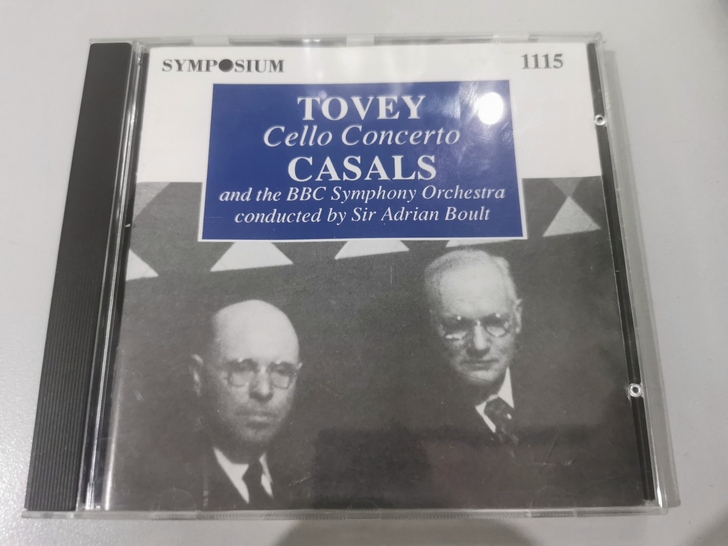 SYMPOSIUM 1115
TOVEY
Cello Concerto
CASALS
and the BBC Symphony Orchestra
conducted by Sir Adrian Boult